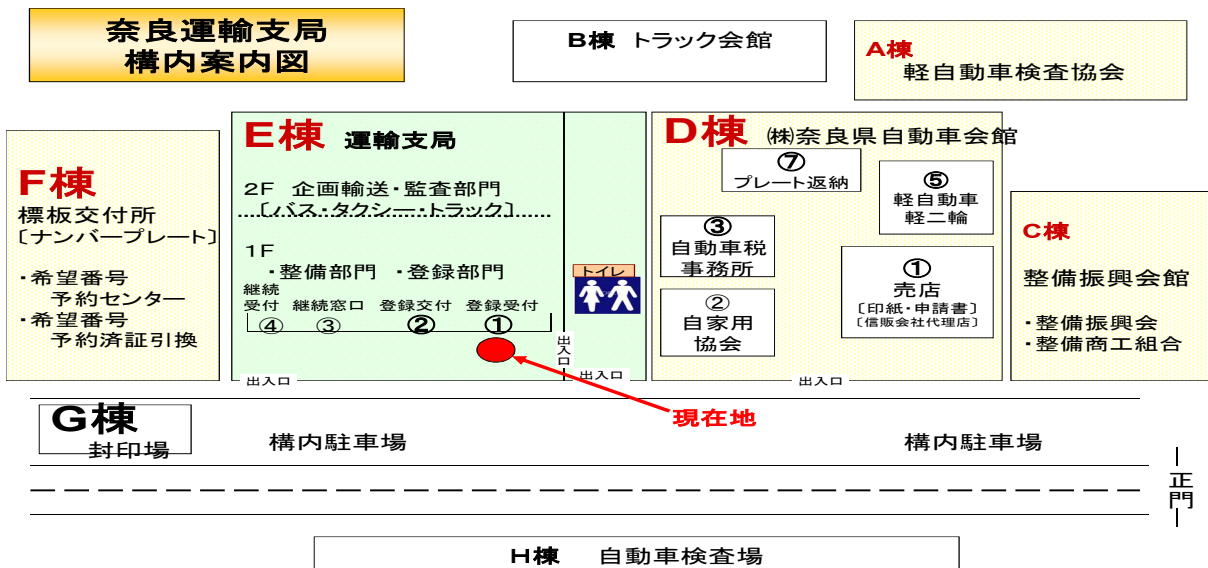 奈良運輸支局
構内案内図
B棟 トラック会館
A棟
軽自動車検査協会
F棟
標板交付所
〔ナンバープレート〕
・希望番号
予約センター
・希望番号
予約済証引換
E棟 運輸支局
2F 企画輸送・監査部門
〔バス・タクシー・トラック〕
1F
・整備部門 ・登録部門
継続
受付 継続窓口 登録交付 登録受付
④ ③ ② ①
出入口
出入口
トイレ
出入口
D棟 ㈱奈良県自動車会館
⑦
プレート返納
⑤
軽自動車
軽二輪
③
自動車税
事務所
②
自家用
協会
①
売店
〔印紙・申請書〕
〔信販会社代理店〕
出入口
C棟
整備振興会館
・整備振興会
・整備商工組合
現在地
G棟
封印場
構内駐車場
構内駐車場
正門
H棟 自動車検査場